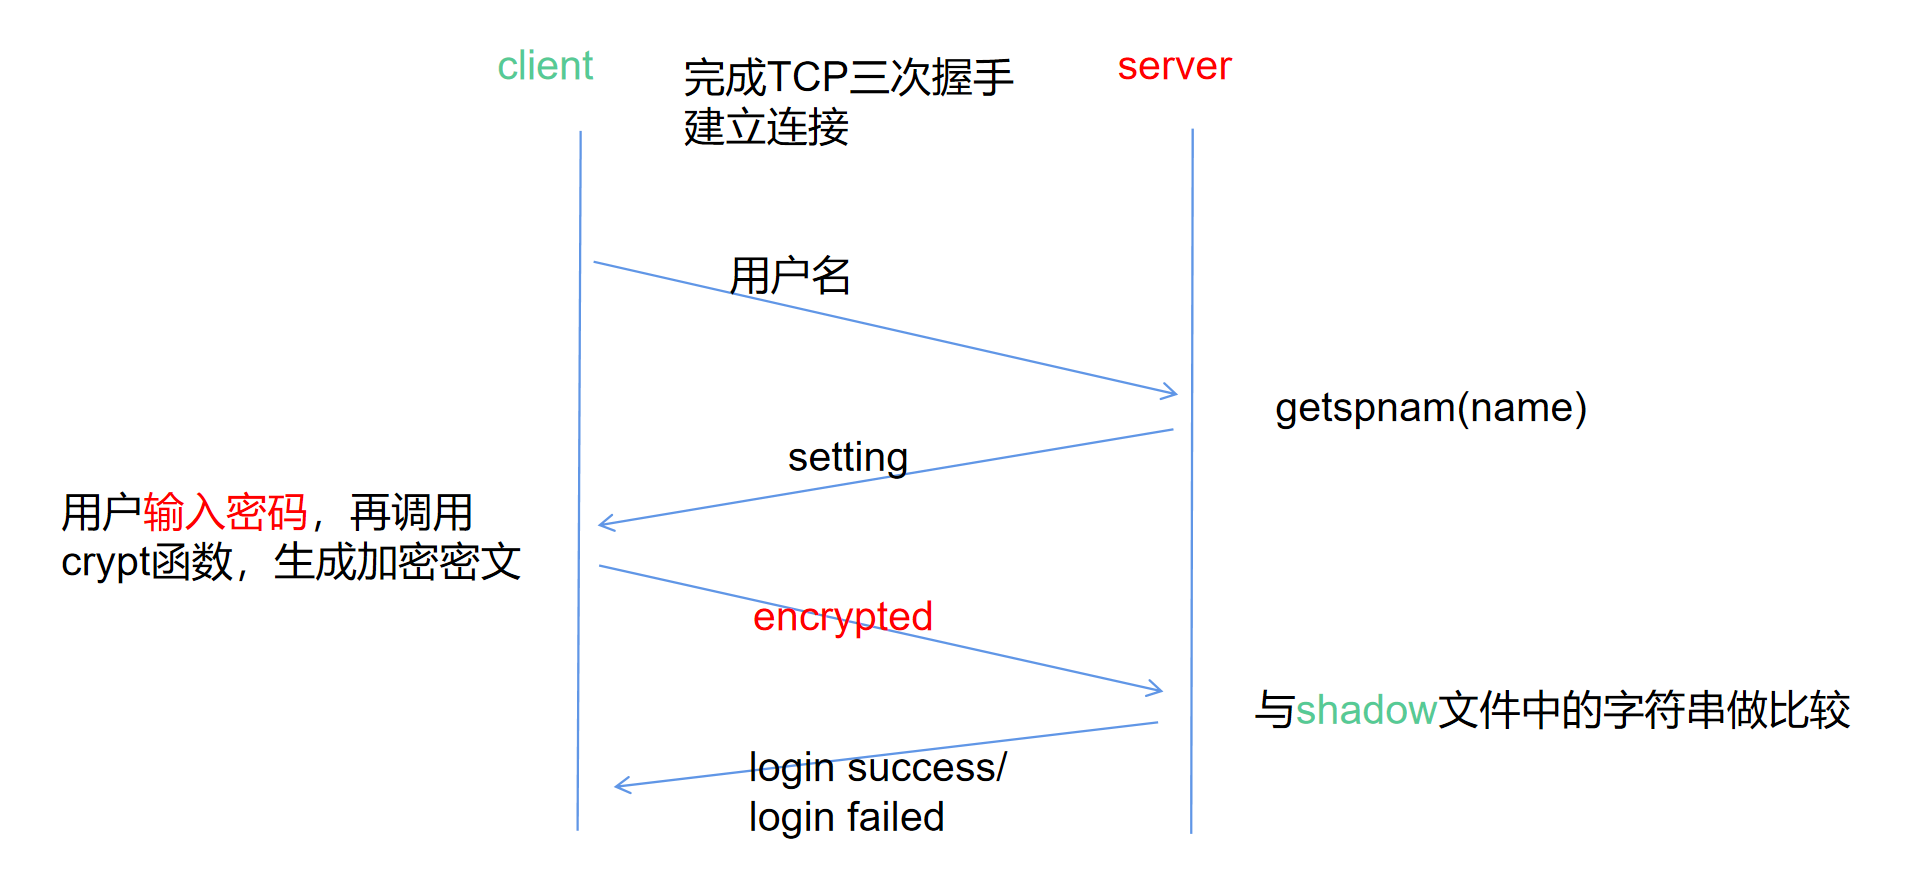 client
完成TCP三次握手
建立连接
server
用户名
getspnam(name)
setting
用户输入密码，再调用
crypt函数，生成加密密文
encrypted
与shadow文件中的字符串做比较
login success/
login failed